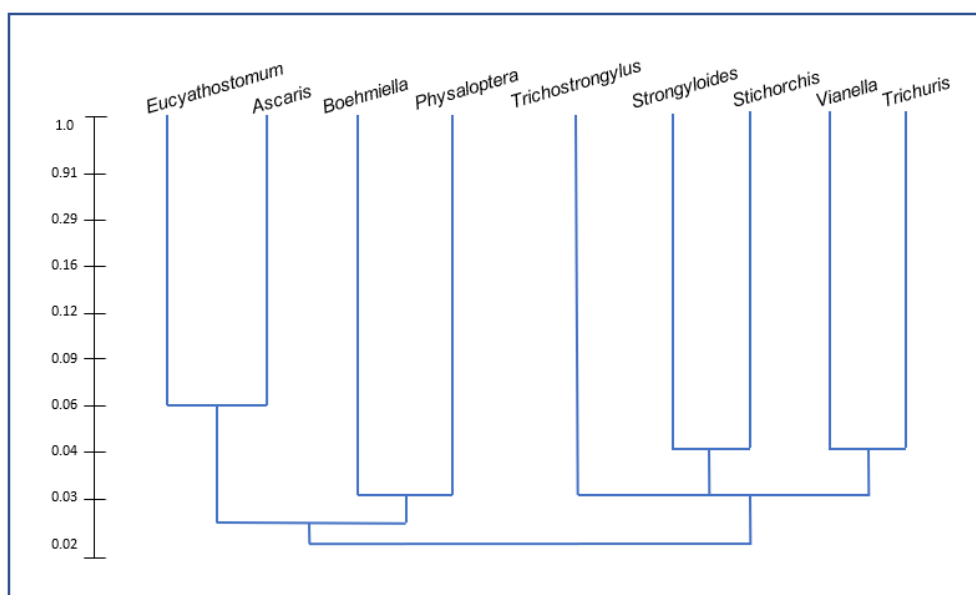 Eucyathostomum
Ascaris
Boehmiella
Physaloptera
Trichostrongylus
Strongyloides
Stichorchis
Vianella
Trichuris
1.0
0.91
0.29
0.16
0.12
0.09
0.06
0.04
0.03
0.02